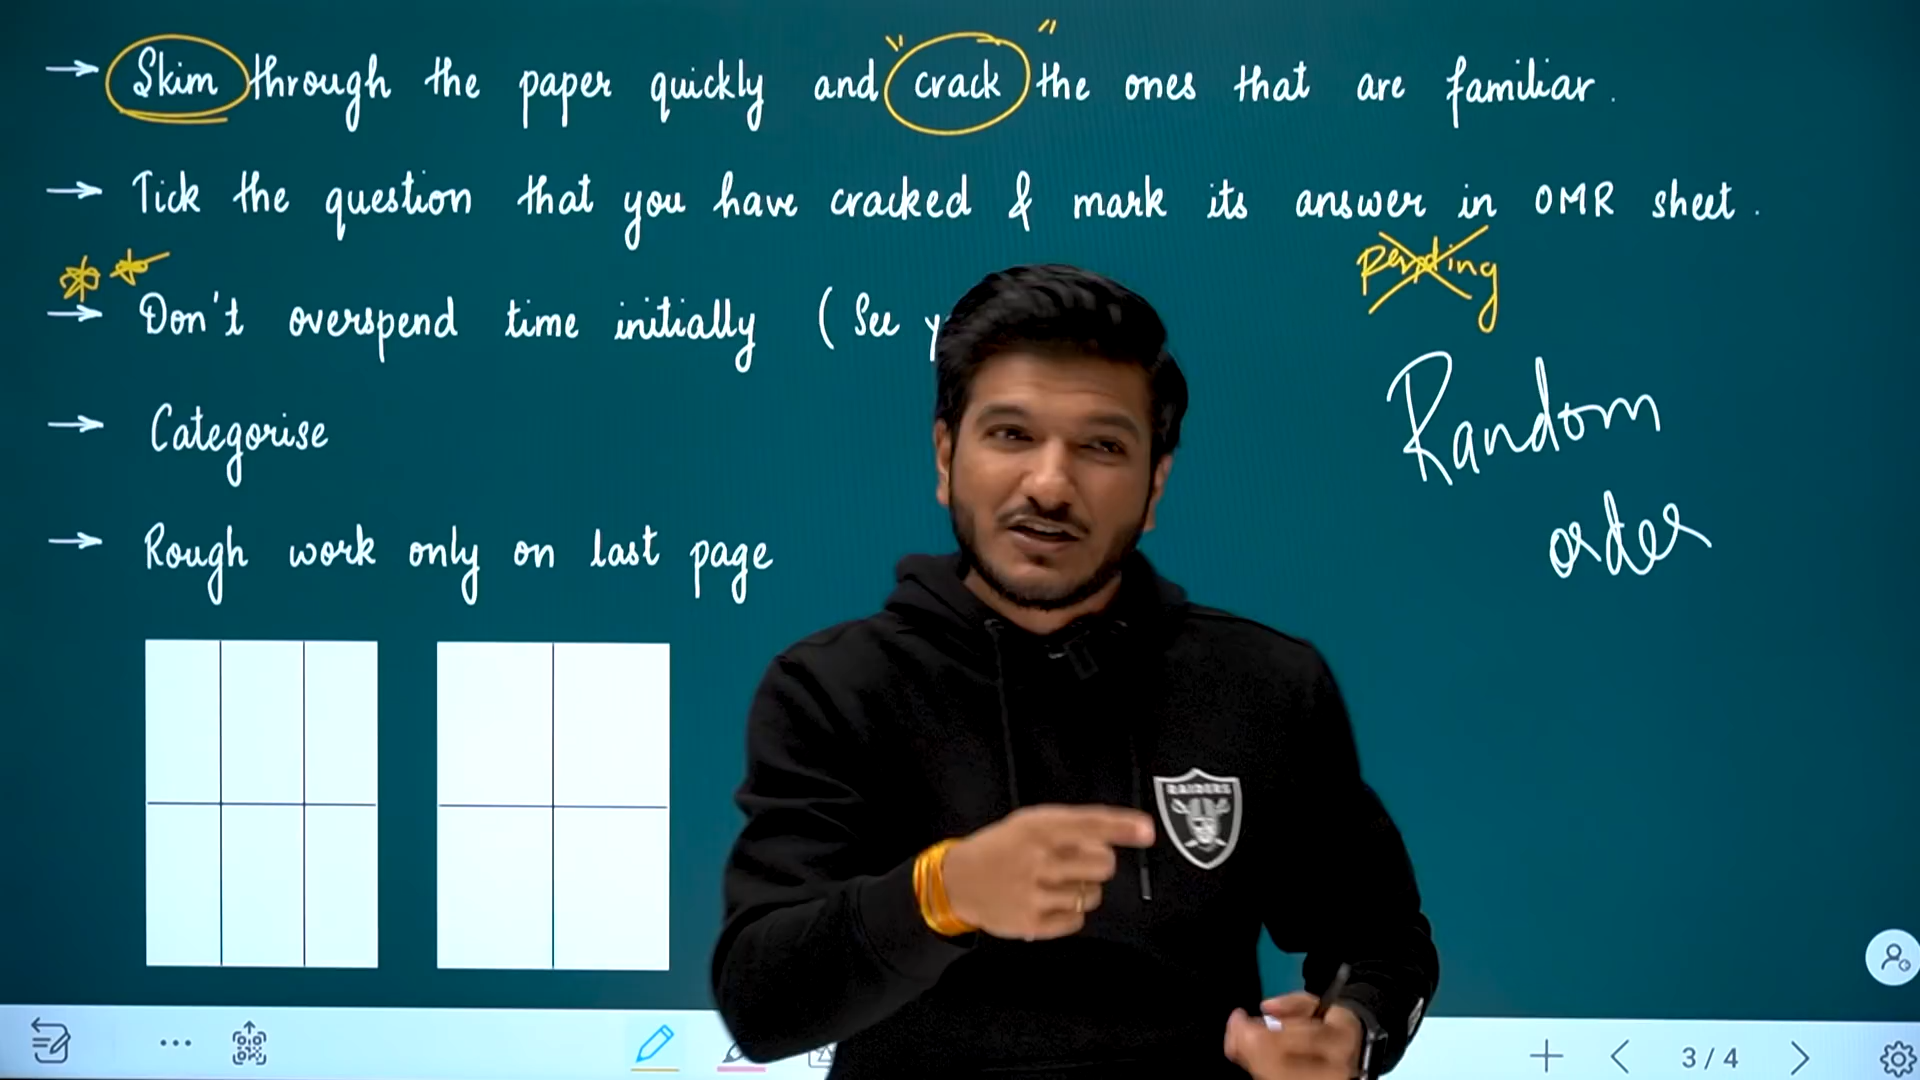 → Skim through the paper quickly and "crack" the ones that are familiar.
→ Tick the question that you have cracked & mark its answer in OMR sheet.
pending
→ Don't overspend time initially (See
→ Categorise
Random
order
→ Rough work only on last page
RAIDERS
3/4